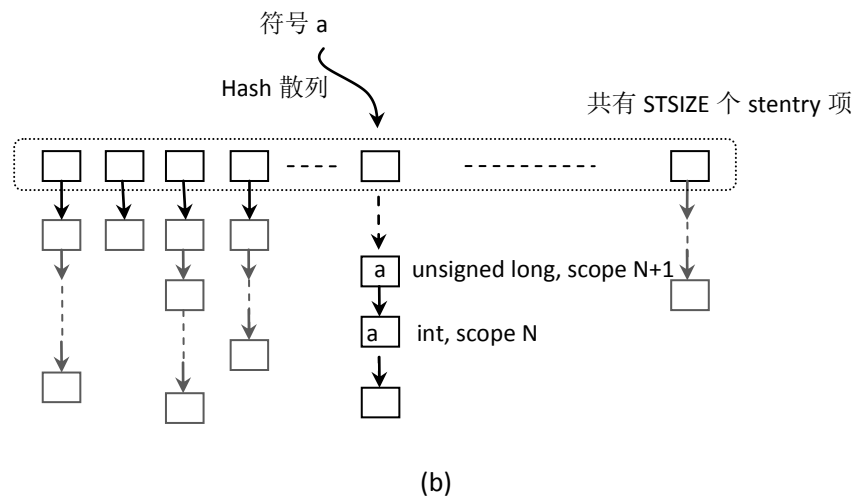 符号 a
Hash 散列
共有 STSIZE 个 stentry 项
a unsigned long, scope N+1
a int, scope N
(b)